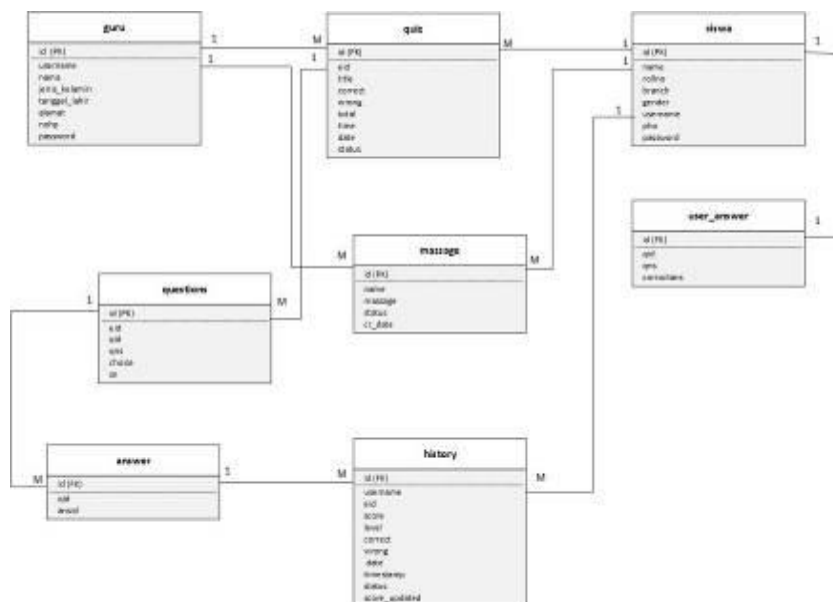 guru
id (PK)
username
nama
jenis_kelamin
tanggal_lahir
alamat
nohp
password
1
1
M
1
quiz
id (PK)
eid
title
correct
wrong
total
time
date
status
M
1
1
siswa
id (PK)
name
rollno
branch
gender
username
phno
password
1
1
user_answer
id (PK)
qid
ans
1
M
massage
id (PK)
name
massage
status
cr_date
M
questions
id (PK)
eid
qid
qns
choice
sn
1
M
answer
id (PK)
qid
ansid
M
1
M
history
id (PK)
username
eid
score
level
correct
wrong
date
timestamp
status
score_updated
M